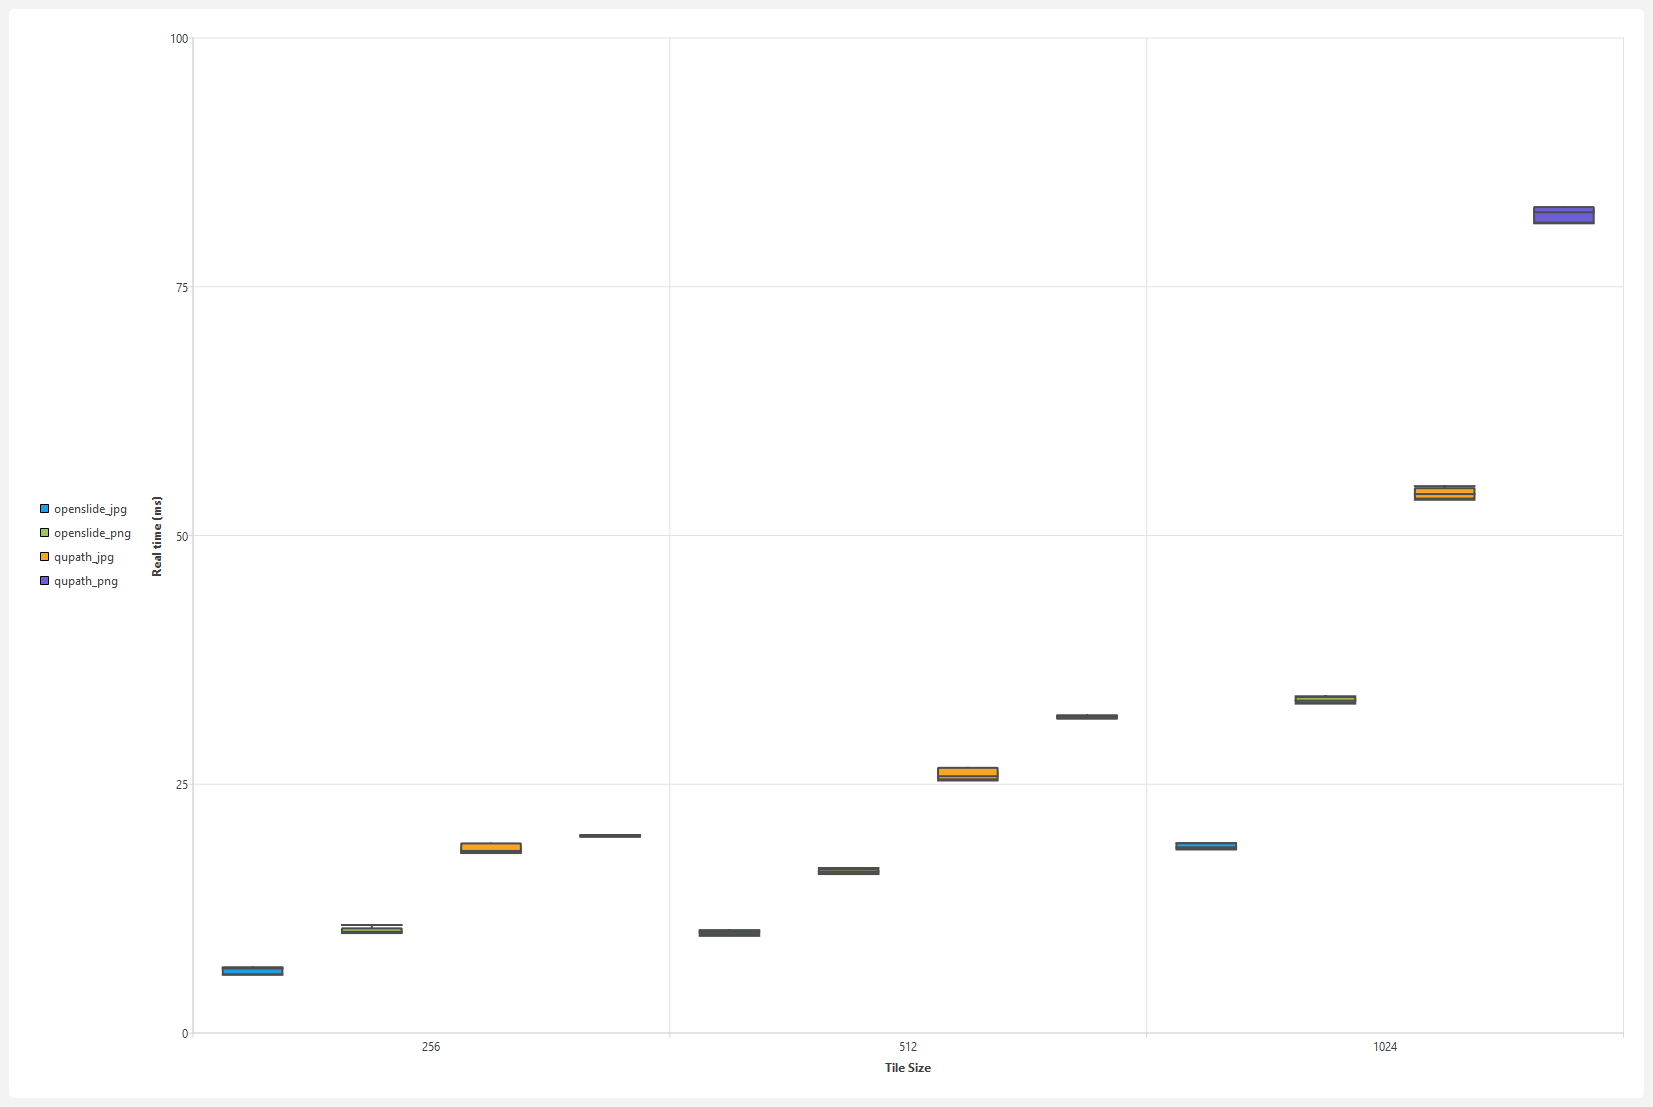 100
75
50
25
0
openslide_jpg
openslide_png
qupath_jpg
qupath_png
Real time (ms)
256
512
1024
Tile Size